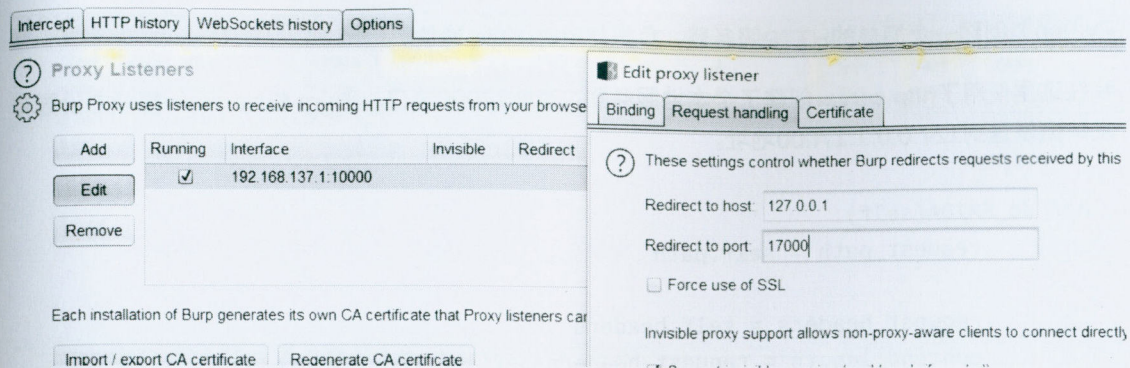 Intercept HTTP history WebSockets history Options
Proxy Listeners
Burp Proxy uses listeners to receive incoming HTTP requests from your browse
Add Running Interface Invisible Redirect
Edit 192.168.137.1:10000
Remove
Each installation of Burp generates its own CA certificate that Proxy listeners car
Import / export CA certificate Regenerate CA certificate
Edit proxy listener
Binding Request handling Certificate
These settings control whether Burp redirects requests received by this
Redirect to host: 127.0.0.1
Redirect to port: 17000
Force use of SSL
Invisible proxy support allows non-proxy-aware clients to connect directly